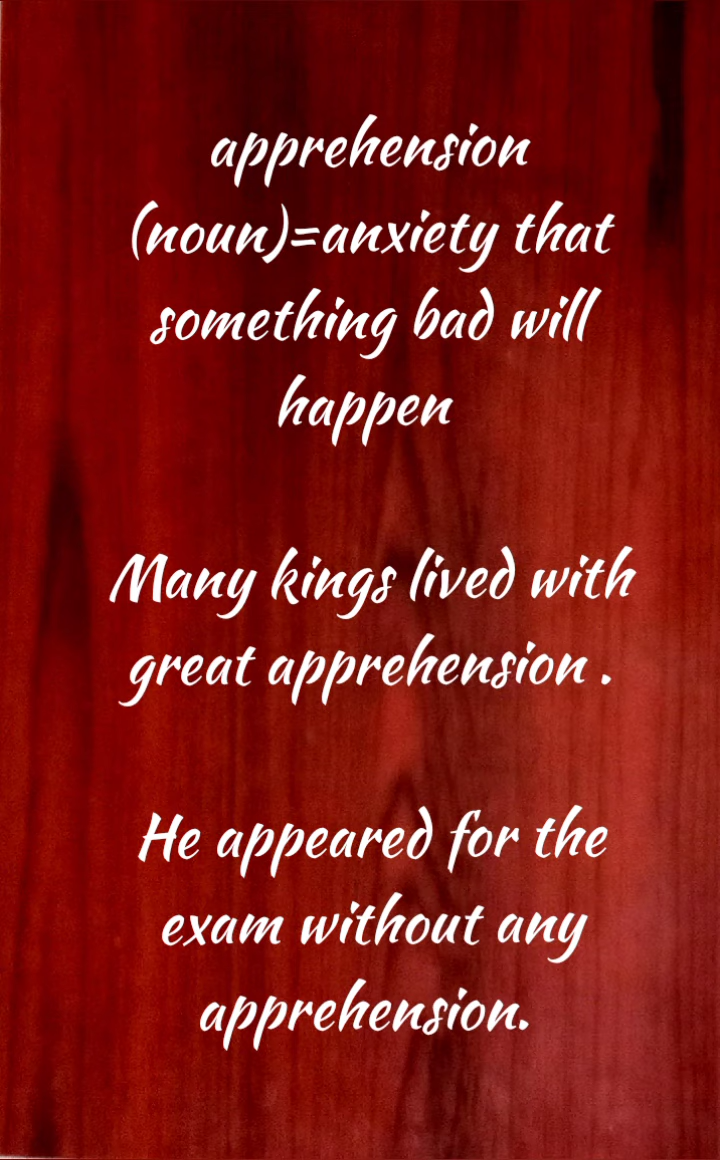 apprehension
(noun)=anxiety that
something bad will
happen
Many kings lived with
great apprehension .
He appeared for the
exam without any
apprehension.